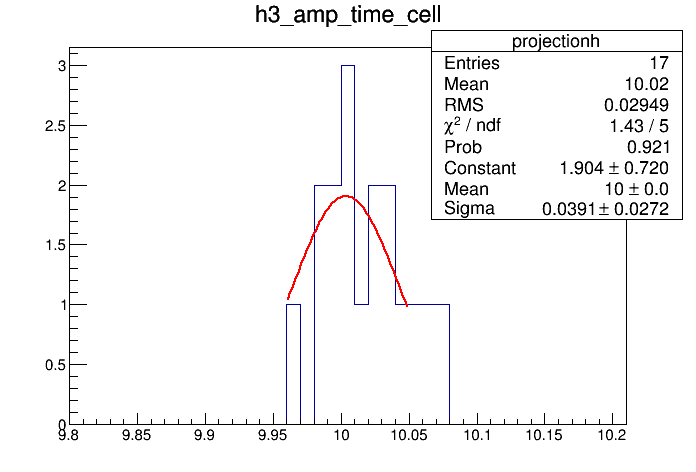 h3_amp_time_cell
projectionh
Entries 17
Mean 10.02
RMS 0.02949
χ² / ndf 1.43 / 5
Prob 0.921
Constant 1.904 ± 0.720
Mean 10 ± 0.0
Sigma 0.0391 ± 0.0272
3
2.5
2
1.5
1
0.5
0
9.8 9.85 9.9 9.95 10 10.05 10.1 10.15 10.2